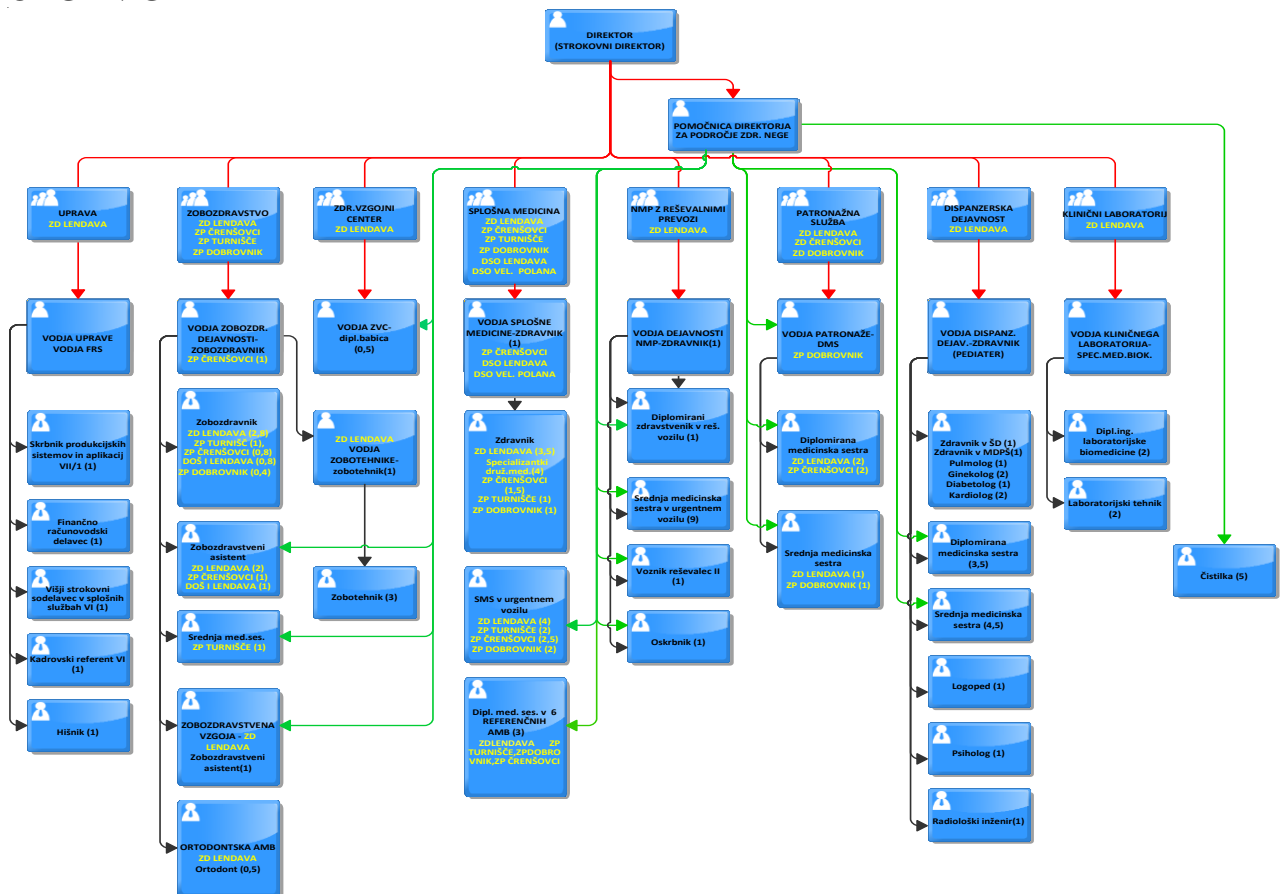 DIREKTOR
(STROKOVNI DIREKTOR)
POMOČNICA DIREKTORJA
ZA PODROČJE ZDR. NEGE
UPRAVA
ZD LENDAVA
ZOBOZDRAVSTVO
ZD LENDAVA
ZP ČRENŠOVCI
ZP TURNIŠČE
ZP DOBROVNIK
ZDR.VZGOJNI
CENTER
ZD LENDAVA
SPLOŠNA MEDICINA
ZD LENDAVA
ZP ČRENŠOVCI
ZP TURNIŠČE
ZP DOBROVNIK
DSO LENDAVA
DSO VEL. POLANA
NMP Z REŠEVALNIMI
PREVOZI
ZD LENDAVA
PATRONAŽNA
SLUŽBA
ZD LENDAVA
ZD ČRENŠOVCI
ZD DOBROVNIK
DISPANZERSKA
DEJAVNOST
ZD LENDAVA
KLINIČNI LABORATORIJ
ZD LENDAVA
VODJA UPRAVE
VODJA FRS
VODJA ZOBOZDR.
DEJAVNOSTI-
ZOBOZDRAVNIK
ZP ČRENŠOVCI (1)
VODJA ZVC-
dipl.babica
(0,5)
VODJA SPLOŠNE
MEDICINE-ZDRAVNIK
(1)
ZP ČRENŠOVCI
DSO LENDAVA
DSO VEL. POLANA
VODJA DEJAVNOSTI
NMP-ZDRAVNIK(1)
VODJA PATRONAŽE-
DMS
ZP DOBROVNIK
VODJA DISPANZ.
DEJAV.-ZDRAVNIK
(PEDIATER)
VODJA KLINIČNEGA
LABORATORIJA-
SPEC.MED.BIOK.
Skrbnik produkcijskih
sistemov in aplikacij
VII/1 (1)
Finančno
računovodski
delavec (1)
Višji strokovni
sodelavec v splošnih
službah VI (1)
Kadrovski referent VI
(1)
Hišnik (1)
Zobozdravnik
ZD LENDAVA (2,8)
ZP TURNIŠČ (1),
ZP ČRENŠOVCI (0,8)
DOŠ I LENDAVA (0,8)
ZP DOBROVNIK (0,4)
Zobozdravstveni
asistent
ZD LENDAVA (2)
ZP ČRENŠOVCI (1)
DOŠ I LENDAVA (1)
Srednja med.ses.
ZP TURNIŠČE (1)
ZOBOZDRAVSTVENA
VZGOJA - ZD
LENDAVA
Zobozdravstveni
asistent(1)
ORTODONTSKA AMB
ZD LENDAVA
Ortodont (0,5)
ZD LENDAVA
VODJA
ZOBOTEHNIKE-
zobotehnik(1)
Zobotehnik (3)
Zdravnik
ZD LENDAVA (3,5)
Specializantki
druž.med.(4)
ZP ČRENŠOVCI
(1,5)
ZP TURNIŠČE (1)
ZP DOBROVNIK (1)
SMS v urgentnem
vozilu
ZD LENDAVA (4)
ZP TURNIŠČE (2)
ZP ČRENŠOVCI (2,5)
ZP DOBROVNIK (2)
Dipl. med. ses. v 6
REFERENČNIH
AMB (3)
ZDLENDAVA ZP
TURNIŠČE,ZPDOBRO
VNIK,ZP ČRENŠOVCI
Diplomirani
zdravstvenik v reš.
vozilu (1)
Srednja medicinska
sestra v urgentnem
vozilu (9)
Voznik reševalec II
(1)
Oskrbnik (1)
Diplomirana
medicinska sestra
ZD LENDAVA (2)
ZP ČRENŠOVCI (2)
Srednja medicinska
sestra
ZD LENDAVA (1)
ZP DOBROVNIK (1)
Zdravnik v ŠD (1)
Zdravnik v MDPŠ(1)
Pulmolog (1)
Ginekolog (2)
Diabetolog (1)
Kardiolog (2)
Diplomirana
medicinska sestra
(3,5)
Srednja medicinska
sestra (4,5)
Logoped (1)
Psiholog (1)
Radiološki inženir(1)
Dipl.ing.
laboratorijske
biomedicine (2)
Laboratorijski tehnik
(2)
Čistilka (5)